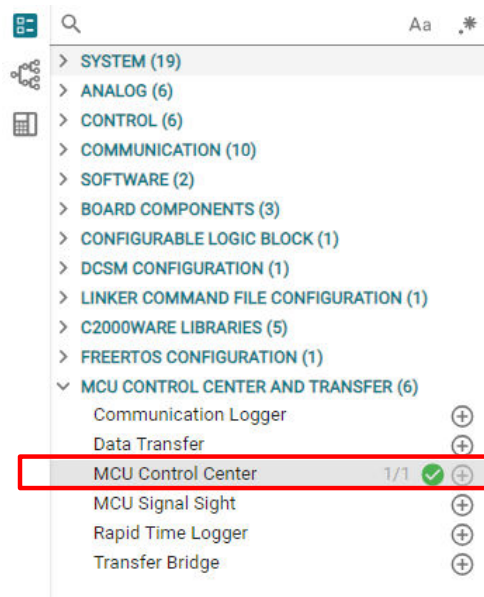 Aa .*
SYSTEM (19)
ANALOG (6)
CONTROL (6)
COMMUNICATION (10)
SOFTWARE (2)
BOARD COMPONENTS (3)
CONFIGURABLE LOGIC BLOCK (1)
DCSM CONFIGURATION (1)
LINKER COMMAND FILE CONFIGURATION (1)
C2000WARE LIBRARIES (5)
FREERTOS CONFIGURATION (1)
MCU CONTROL CENTER AND TRANSFER (6)
Communication Logger
Data Transfer
MCU Control Center 1/1
MCU Signal Sight
Rapid Time Logger
Transfer Bridge